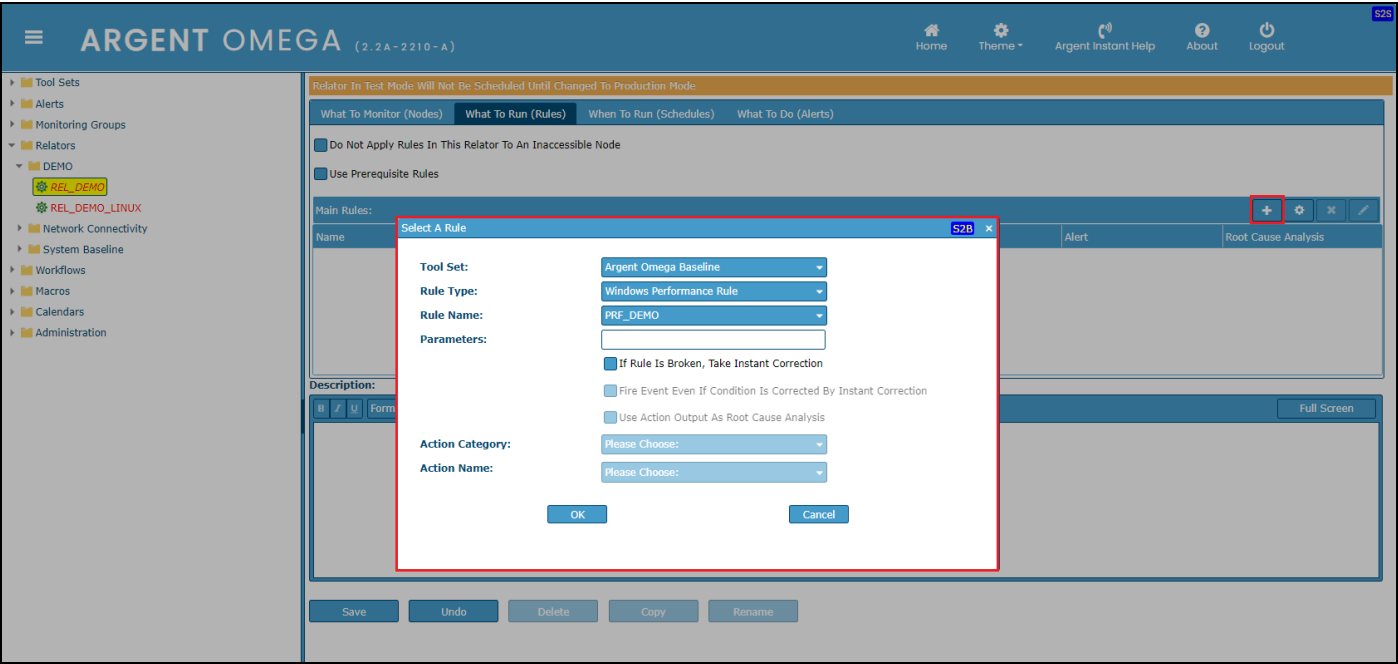 S2S
ARGENT OMEGA (2.2A-2210-A)
Home Theme Argent Instant Help About Logout
Tool Sets
Alerts
Monitoring Groups
Relators
DEMO
REL_DEMO
REL_DEMO_LINUX
Network Connectivity
System Baseline
Workflows
Macros
Calendars
Administration
Relator In Test Mode Will Not Be Scheduled Until Changed To Production Mode
What To Monitor (Nodes) What To Run (Rules) When To Run (Schedules) What To Do (Alerts)
Do Not Apply Rules In This Relator To An Inaccessible Node
Use Prerequisite Rules
Main Rules:
Name Alert Root Cause Analysis
Select A Rule S2B ×
Tool Set: Argent Omega Baseline
Rule Type: Windows Performance Rule
Rule Name: PRF_DEMO
Parameters:
If Rule Is Broken, Take Instant Correction
Fire Event Even If Condition Is Corrected By Instant Correction
Use Action Output As Root Cause Analysis
Action Category: Please Choose:
Action Name: Please Choose:
OK Cancel
Description:
B I U Form Full Screen
Save Undo Delete Copy Rename